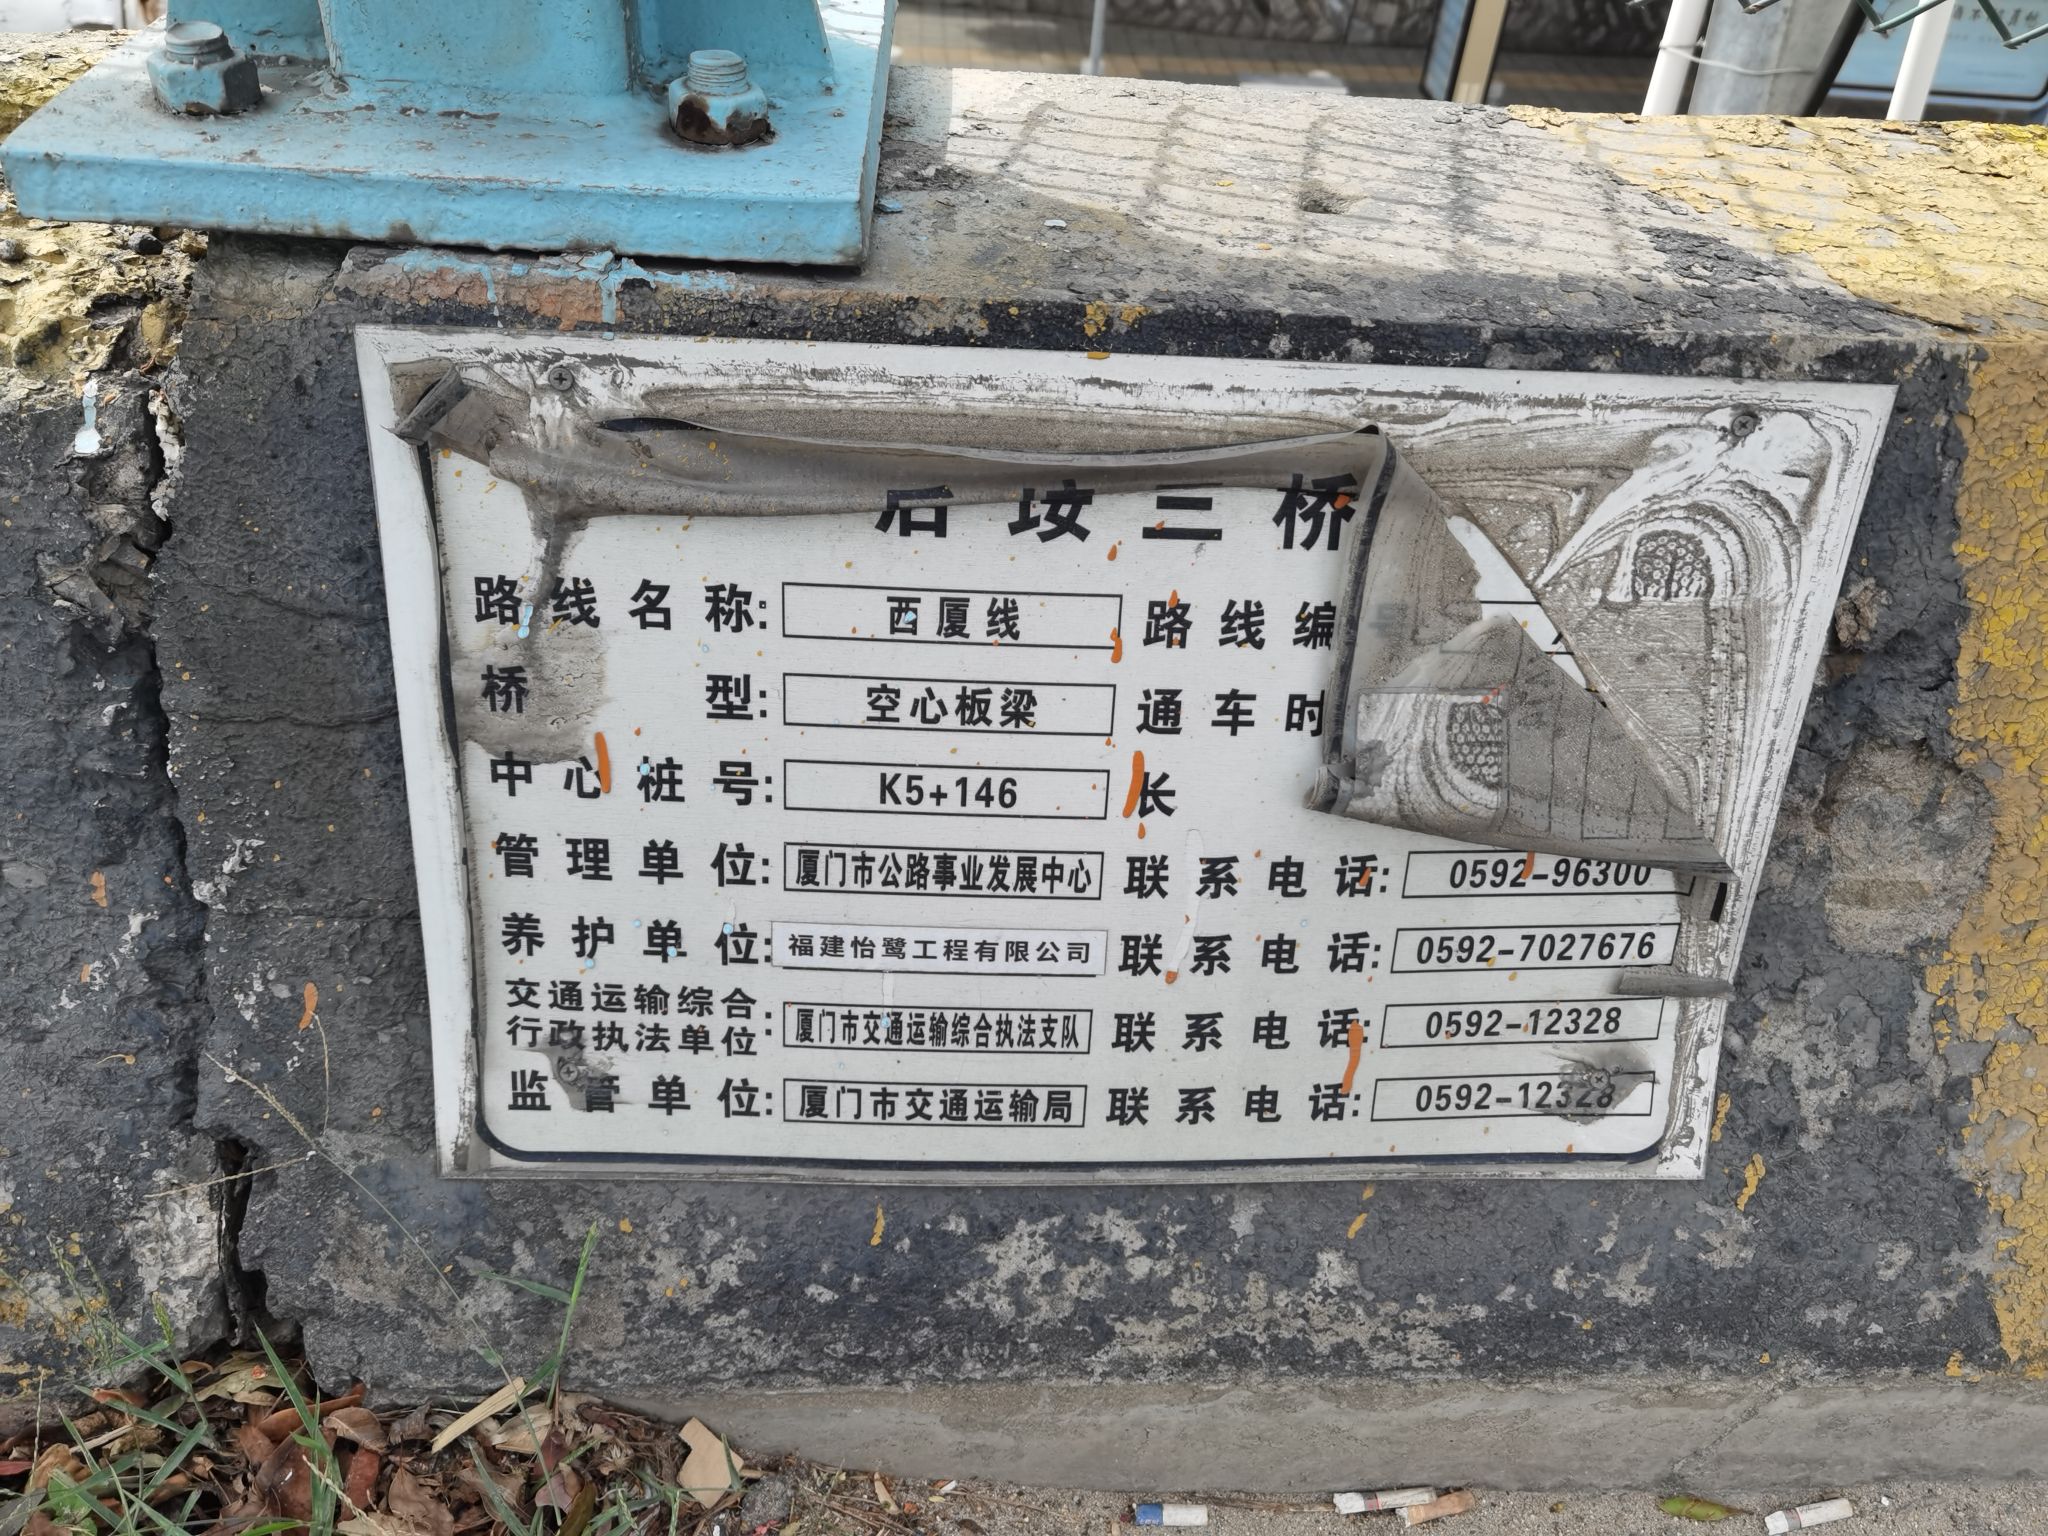 后坟三桥
路线名称: 西厦线 路线编
桥型: 空心板梁 通车时
中心桩号: K5+146 长
管理单位: 厦门市公路事业发展中心 联系电话: 0592-96300
养护单位: 福建怡鹭工程有限公司 联系电话: 0592-7027676
交通运输综合
行政执法单位: 厦门市交通运输综合执法支队 联系电话: 0592-12328
监管单位: 厦门市交通运输局 联系电话: 0592-12328